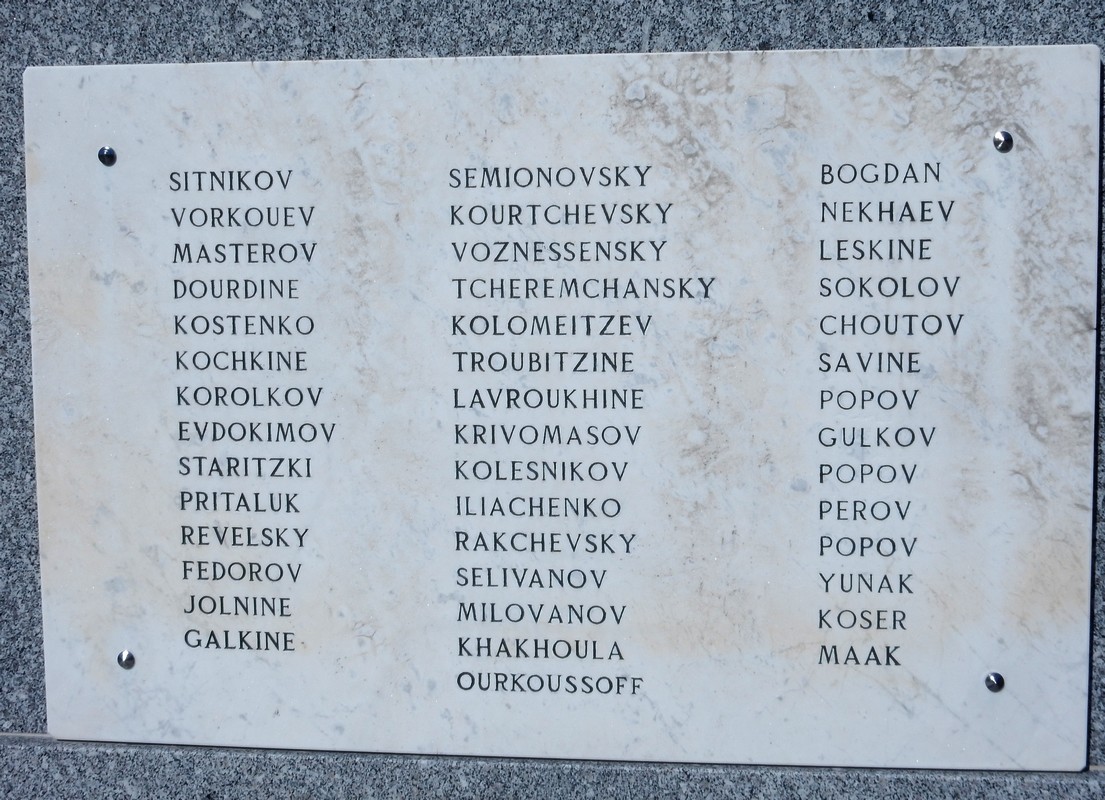 SITNIKOV
VORKOUEV
MASTEROV
DOURDINE
KOSTENKO
KOCHKINE
KOROLKOV
EVDOKIMOV
STARITZKI
PRITALUK
REVELSKY
FEDOROV
JOLNINE
GALKINE
SEMIONOVSKY
KOURTCHEVSKY
VOZNESSENSKY
TCHEREMCHANSKY
KOLOMEITZEV
TROUBITZINE
LAVROUKHINE
KRIVOMASOV
KOLESNIKOV
ILIACHENKO
RAKCHEVSKY
SELIVANOV
MILOVANOV
KHAKHOULA
OURKOUSSOFF
BOGDAN
NEKHAEV
LESKINE
SOKOLOV
CHOUTOV
SAVINE
POPOV
GULKOV
POPOV
PEROV
POPOV
YUNAK
KOSER
MAAK